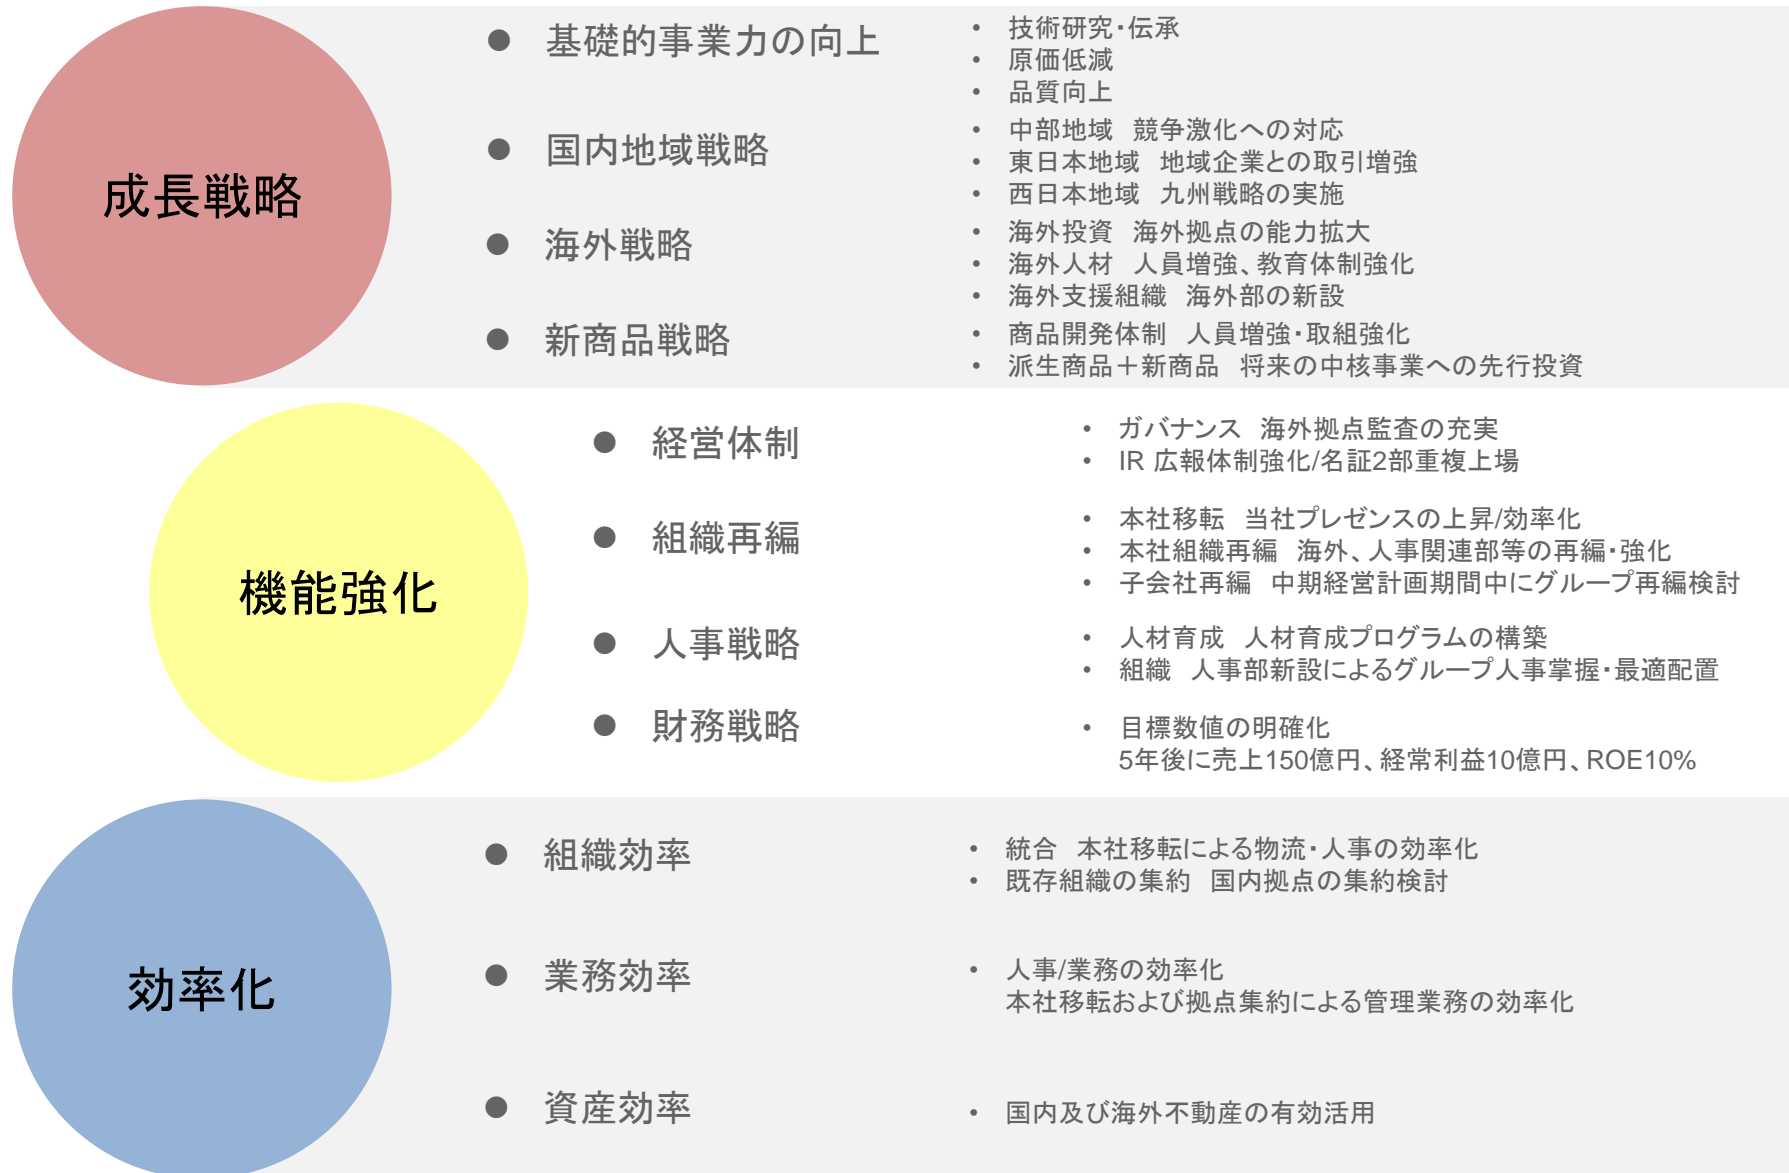 成長戦略
● 基礎的事業力の向上
• 技術研究・伝承
• 原価低減
• 品質向上
● 国内地域戦略
• 中部地域 競争激化への対応
• 東日本地域 地域企業との取引増強
• 西日本地域 九州戦略の実施
● 海外戦略
• 海外投資 海外拠点の能力拡大
• 海外人材 人員増強、教育体制強化
• 海外支援組織 海外部の新設
● 新商品戦略
• 商品開発体制 人員増強・取組強化
• 派生商品＋新商品 将来の中核事業への先行投資
機能強化
● 経営体制
• ガバナンス 海外拠点監査の充実
• IR 広報体制強化/名証2部重複上場
● 組織再編
• 本社移転 当社プレゼンスの上昇/効率化
• 本社組織再編 海外、人事関連部等の再編・強化
• 子会社再編 中期経営計画期間中にグループ再編検討
● 人事戦略
• 人材育成 人材育成プログラムの構築
• 組織 人事部新設によるグループ人事掌握・最適配置
● 財務戦略
• 目標数値の明確化
5年後に売上150億円、経常利益10億円、ROE10%
効率化
● 組織効率
• 統合 本社移転による物流・人事の効率化
• 既存組織の集約 国内拠点の集約検討
● 業務効率
• 人事/業務の効率化
本社移転および拠点集約による管理業務の効率化
● 資産効率
• 国内及び海外不動産の有効活用